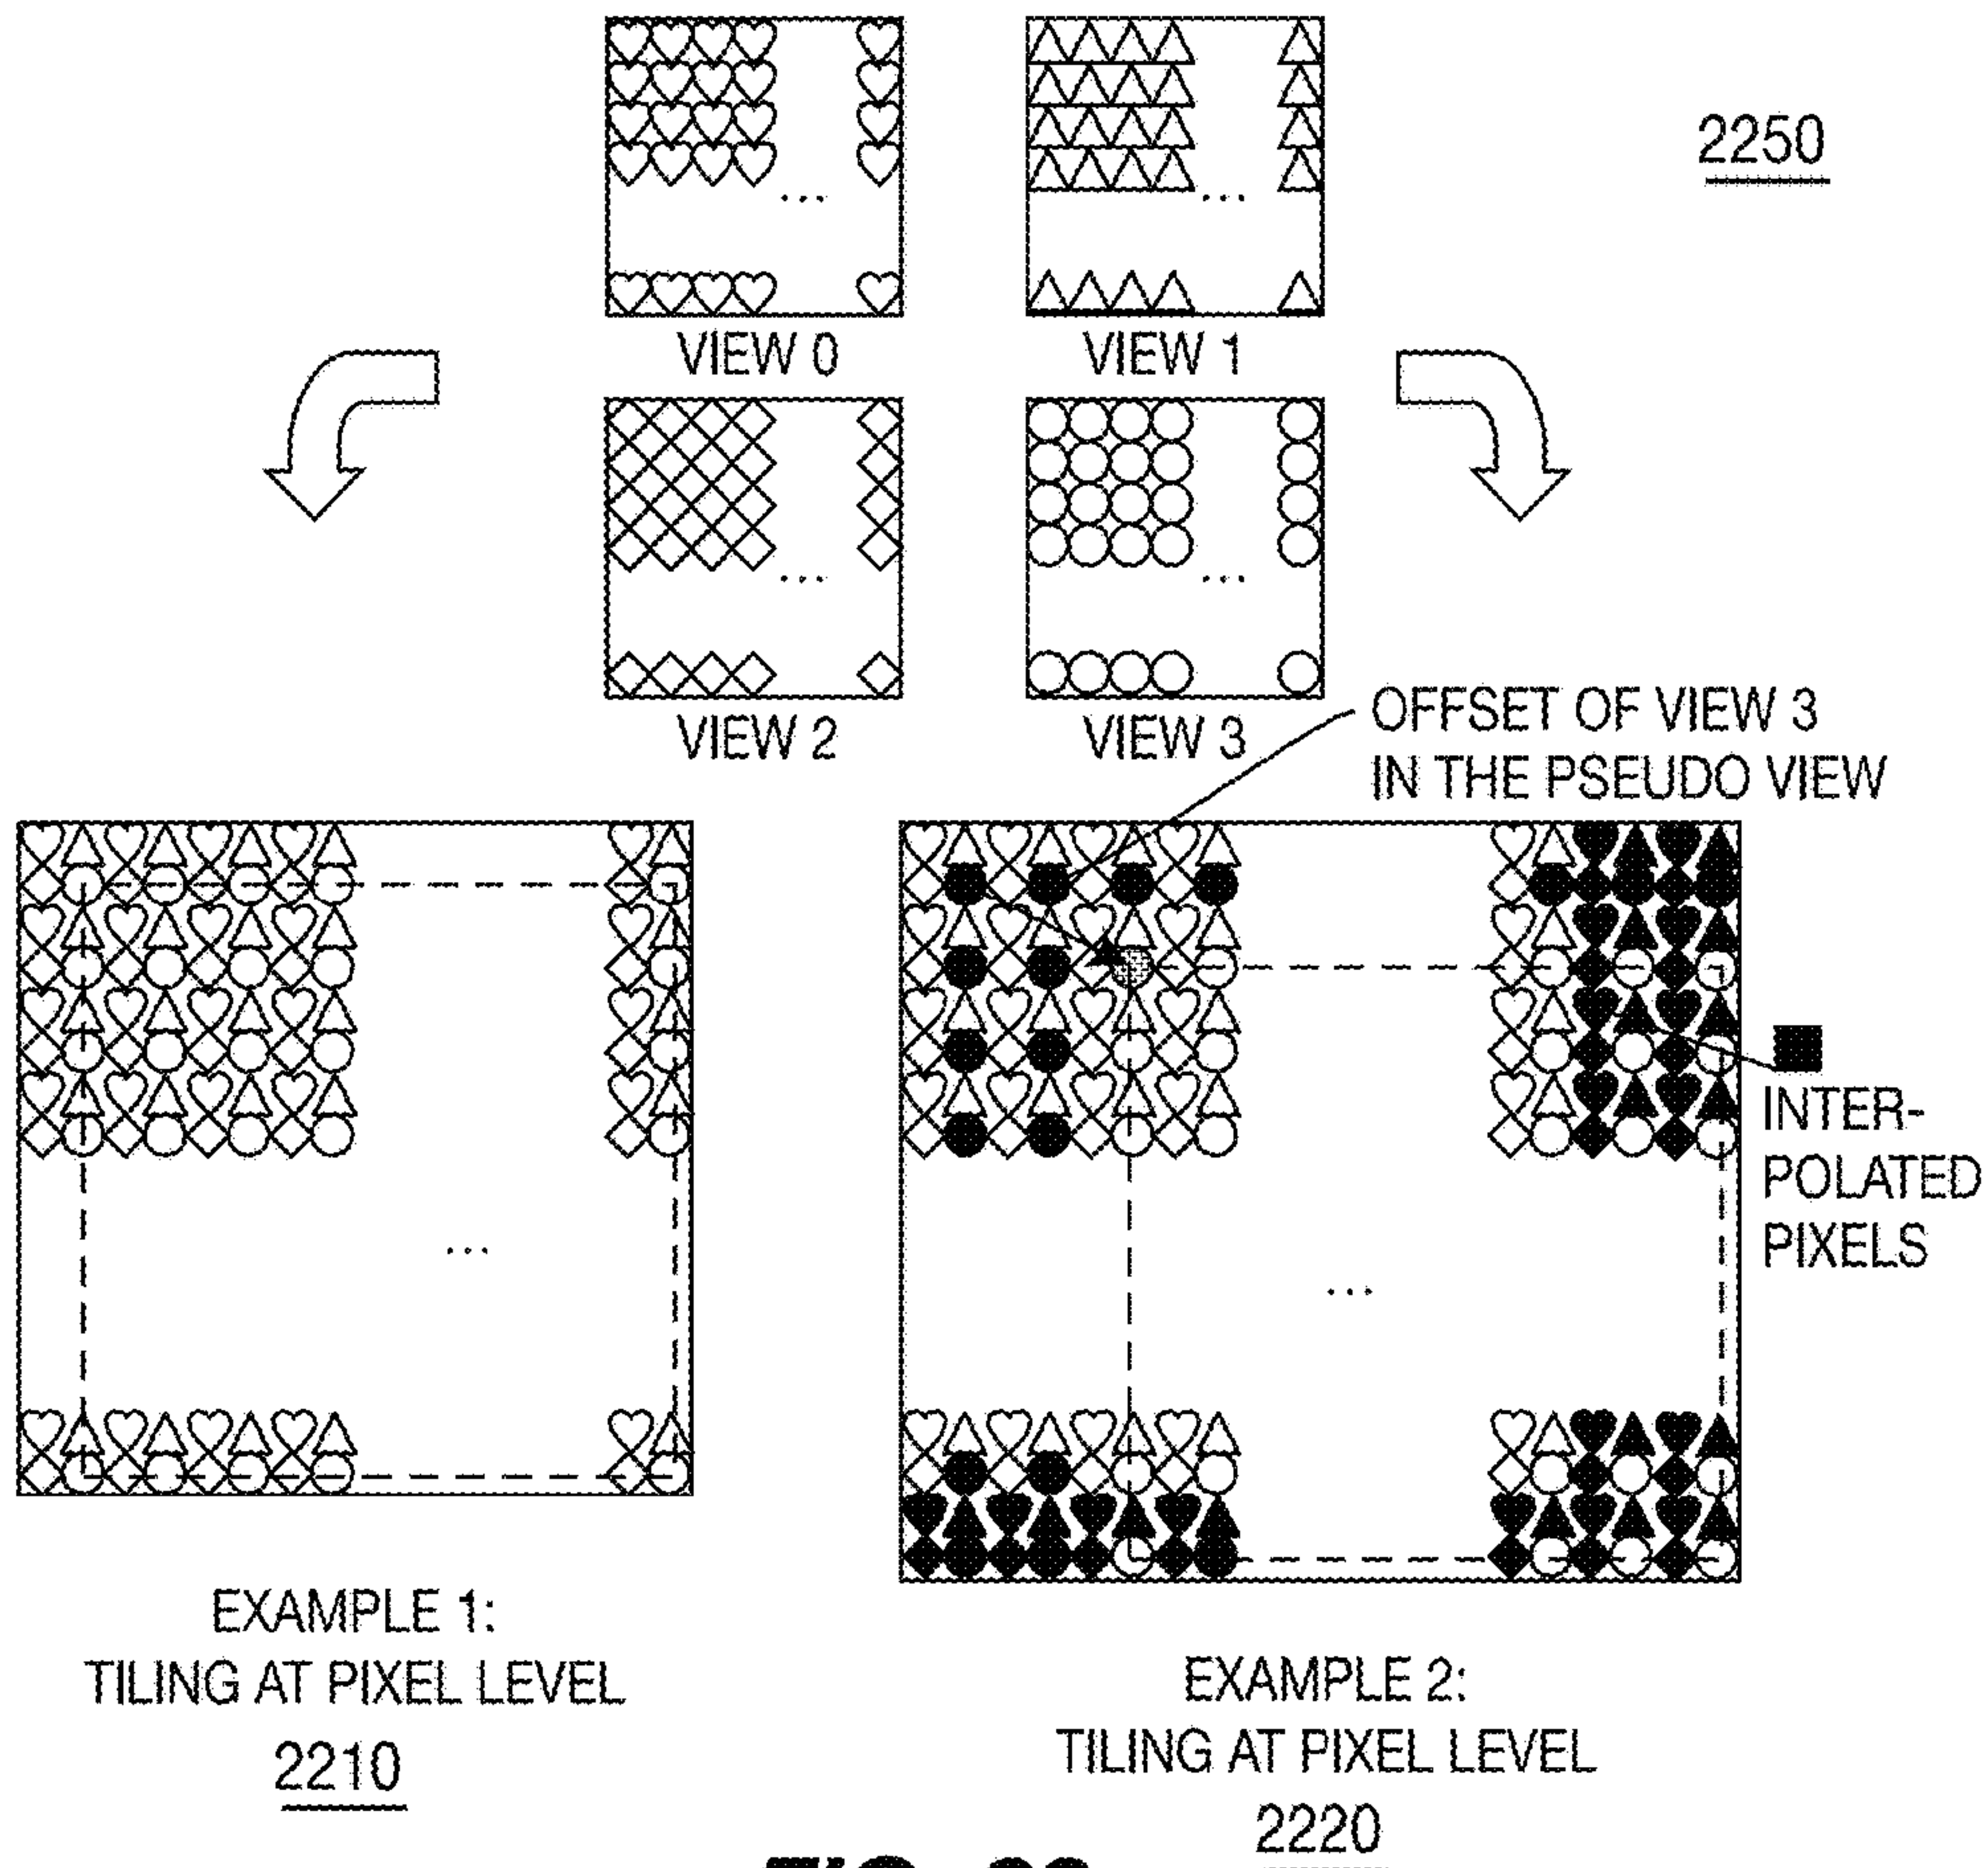 2250
VIEW 0
VIEW 1
VIEW 2
VIEW 3
OFFSET OF VIEW 3
IN THE PSEUDO VIEW
INTER-
POLATED
PIXELS
EXAMPLE 1:
TILING AT PIXEL LEVEL
2210
EXAMPLE 2:
TILING AT PIXEL LEVEL
2220